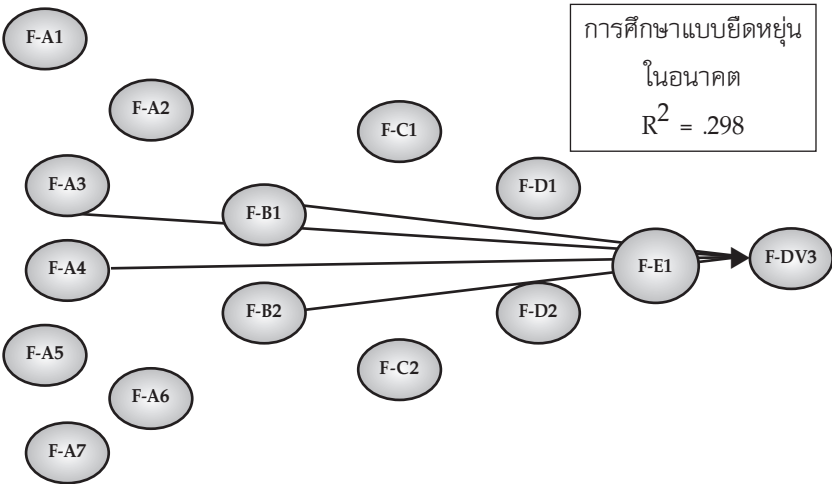 F-A1
การศึกษาแบบยืดหยุ่น
ในอนาคต
R² = .298
F-A2
F-C1
F-A3
F-D1
F-B1
F-A4
F-E1
F-DV3
F-B2
F-D2
F-A5
F-C2
F-A6
F-A7